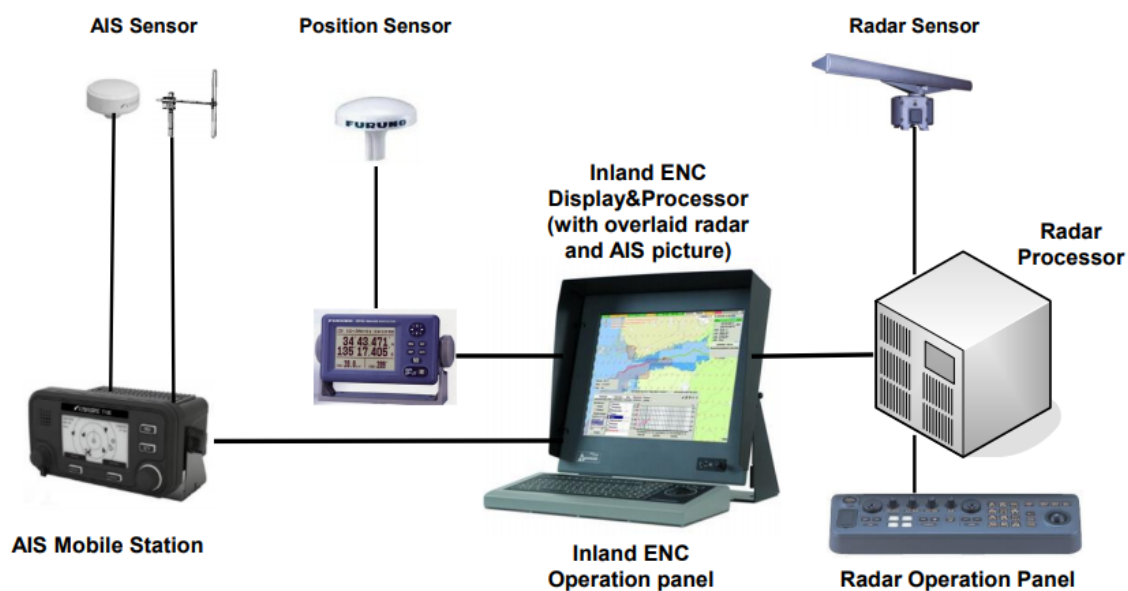 AIS Sensor
Position Sensor
Radar Sensor
FURUNO
Inland ENC
Display&Processor
(with overlaid radar
and AIS picture)
Radar
Processor
34 43.471
135 17.405
AIS Mobile Station
Inland ENC
Operation panel
Radar Operation Panel